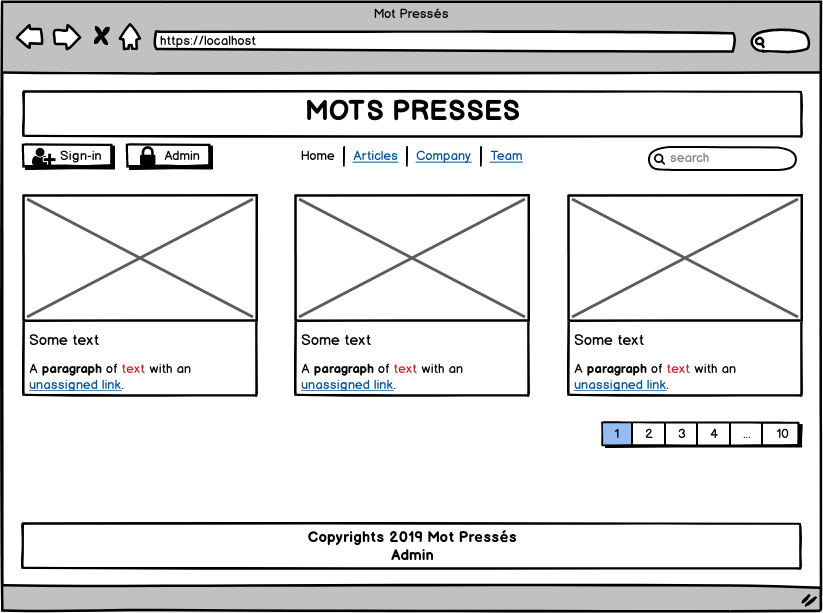 Mot Pressés
https://localhost
MOTS PRESSES
Sign-in Admin Home Articles Company Team search
Some text Some text Some text
A paragraph of text with an A paragraph of text with an A paragraph of text with an
unassigned link. unassigned link. unassigned link.
1 2 3 4 ... 10
Copyrights 2019 Mot Pressés
Admin